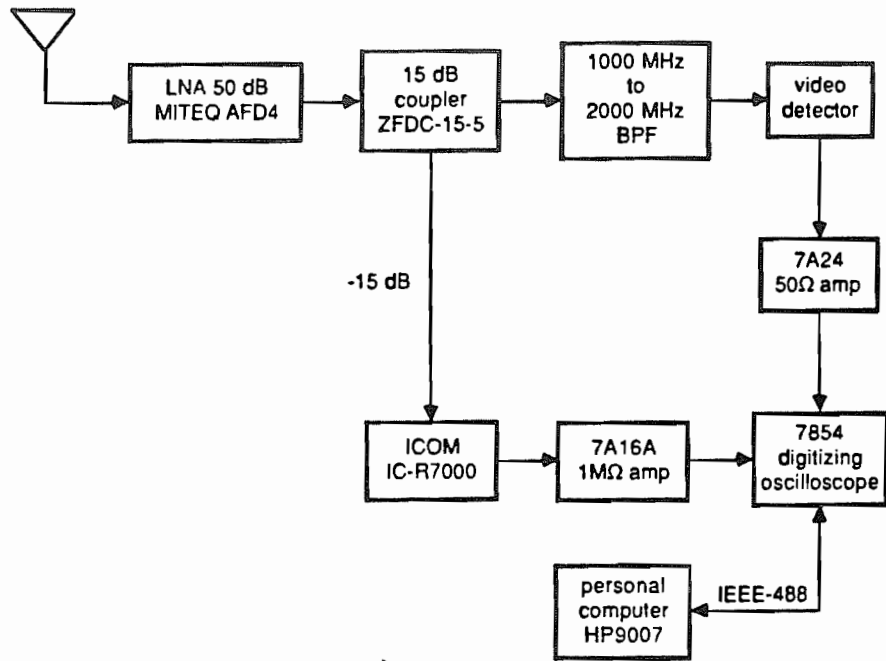 LNA 50 dB
MITEQ AFD4
15 dB
coupler
ZFDC-15-5
1000 MHz
to
2000 MHz
BPF
video
detector
7A24
50Ω amp
-15 dB
ICOM
IC-R7000
7A16A
1MΩ amp
7854
digitizing
oscilloscope
personal
computer
HP9007
IEEE-488